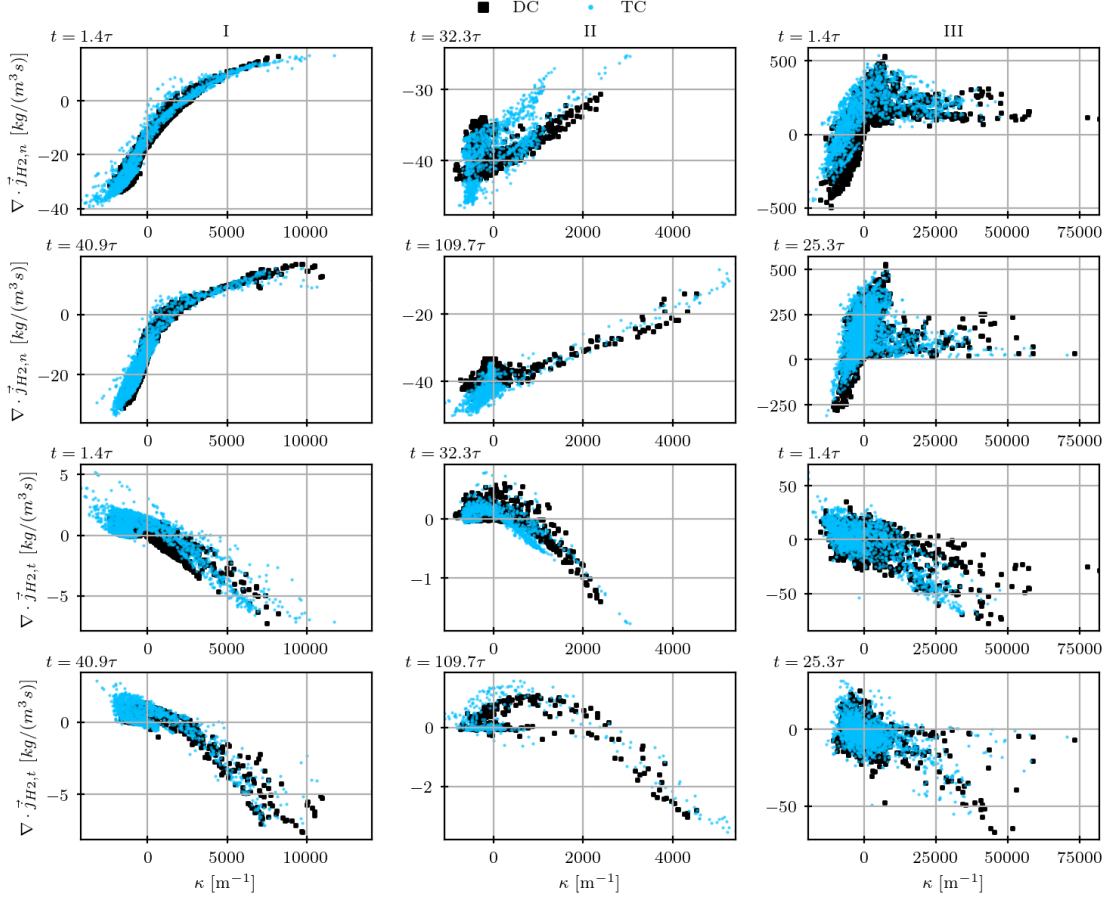 DC TC
I II III
t = 1.4τ t = 32.3τ t = 1.4τ
∇ · j⃗_{H2,n} [kg/(m³s)]
0 −20 −40
−30 −40
500 0 −500
0 5000 10000
0 2000 4000
0 25000 50000 75000
t = 40.9τ t = 109.7τ t = 25.3τ
∇ · j⃗_{H2,n} [kg/(m³s)]
0 −20
−20 −40
500 250 0 −250
0 5000 10000
0 2000 4000
0 25000 50000 75000
t = 1.4τ t = 32.3τ t = 1.4τ
∇ · j⃗_{H2,t} [kg/(m³s)]
5 0 −5
0 −1
50 0 −50
0 5000 10000
0 2000 4000
0 25000 50000 75000
t = 40.9τ t = 109.7τ t = 25.3τ
∇ · j⃗_{H2,t} [kg/(m³s)]
0 −5
0 −2
0 −50
0 5000 10000
0 2000 4000
0 25000 50000 75000
κ [m⁻¹] κ [m⁻¹] κ [m⁻¹]